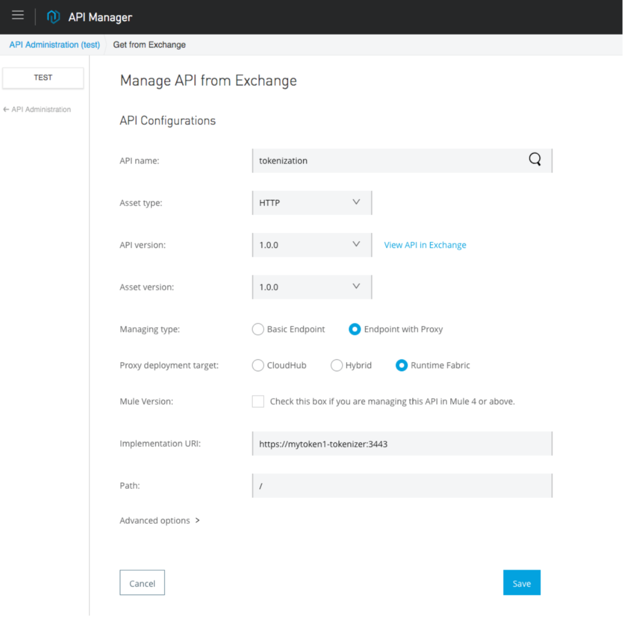 API Manager
API Administration (test) Get from Exchange
TEST
← API Administration
Manage API from Exchange
API Configurations
API name: tokenization
Asset type: HTTP
API version: 1.0.0 View API in Exchange
Asset version: 1.0.0
Managing type: Basic Endpoint Endpoint with Proxy
Proxy deployment target: CloudHub Hybrid Runtime Fabric
Mule Version: Check this box if you are managing this API in Mule 4 or above.
Implementation URI: https://mytoken1-tokenizer:3443
Path: /
Advanced options >
Cancel Save